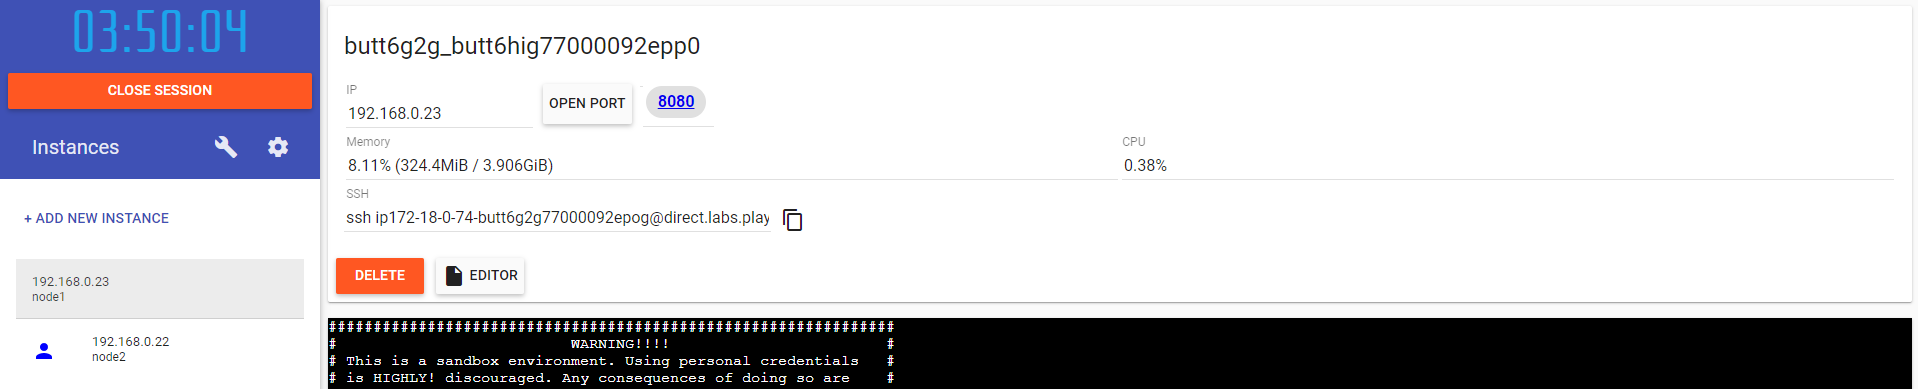 03:50:04
CLOSE SESSION
Instances
+ ADD NEW INSTANCE
192.168.0.23
node1
192.168.0.22
node2
butt6g2g_butt6hig77000092epp0
IP
192.168.0.23
OPEN PORT
8080
Memory
8.11% (324.4MiB / 3.906GiB)
CPU
0.38%
SSH
ssh ip172-18-0-74-butt6g2g77000092epog@direct.labs.play
DELETE
EDITOR
###############################################################
# WARNING!!!! #
# This is a sandbox environment. Using personal credentials #
# is HIGHLY! discouraged. Any consequences of doing so are #